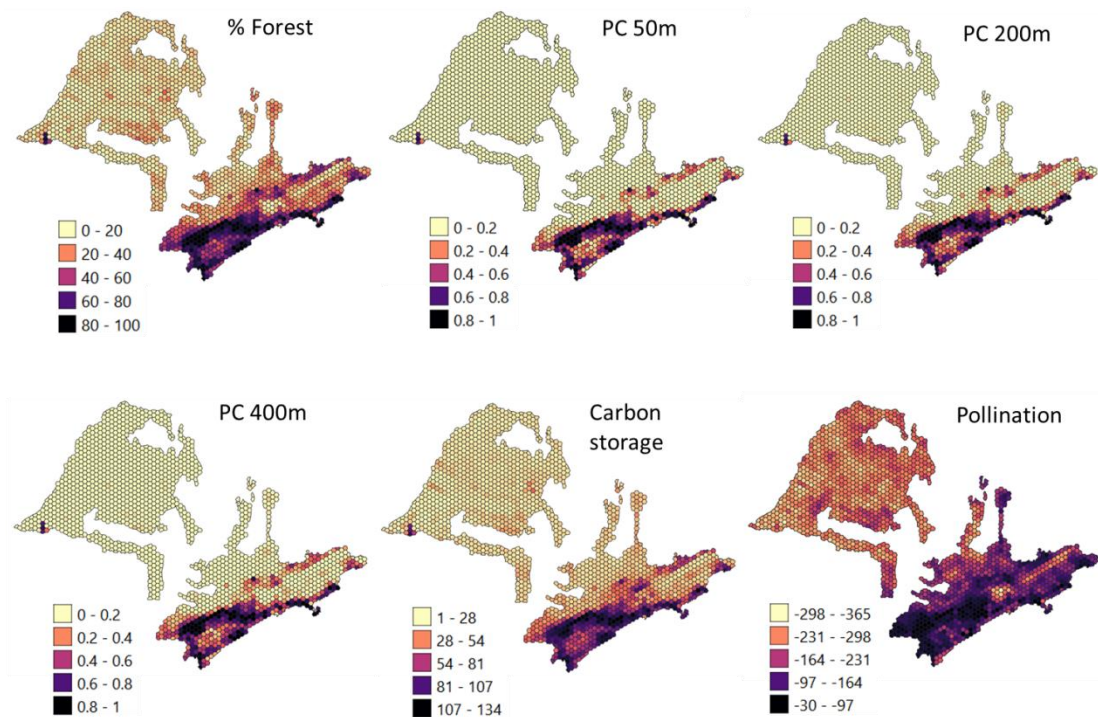 % Forest
0 - 20
20 - 40
40 - 60
60 - 80
80 - 100
PC 50m
0 - 0.2
0.2 - 0.4
0.4 - 0.6
0.6 - 0.8
0.8 - 1
PC 200m
0 - 0.2
0.2 - 0.4
0.4 - 0.6
0.6 - 0.8
0.8 - 1
PC 400m
0 - 0.2
0.2 - 0.4
0.4 - 0.6
0.6 - 0.8
0.8 - 1
Carbon
storage
1 - 28
28 - 54
54 - 81
81 - 107
107 - 134
Pollination
-298 - -365
-231 - -298
-164 - -231
-97 - -164
-30 - -97